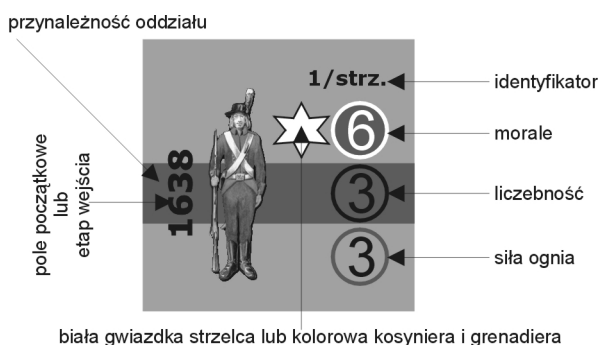 przynależność oddziału
1/strz.
identyfikator
6
morale
1638
pole początkowe
lub
etap wejścia
3
liczebność
3
siła ognia
biała gwiazdka strzelca lub kolorowa kosyniera i grenadiera